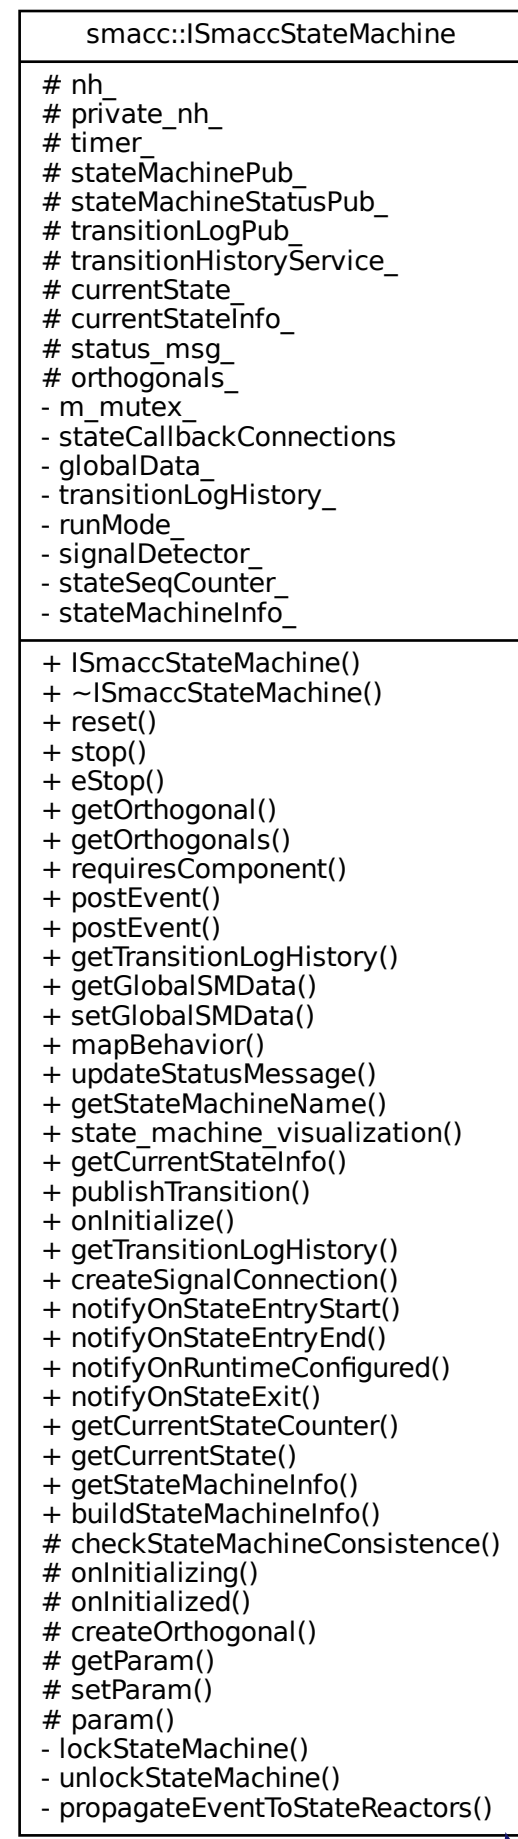 smacc::ISmaccStateMachine
# nh_
# private_nh_
# timer_
# stateMachinePub_
# stateMachineStatusPub_
# transitionLogPub_
# transitionHistoryService_
# currentState_
# currentStateInfo_
# status_msg_
# orthogonals_
- m_mutex_
- stateCallbackConnections
- globalData_
- transitionLogHistory_
- runMode_
- signalDetector_
- stateSeqCounter_
- stateMachineInfo_
+ ISmaccStateMachine()
+ ~ISmaccStateMachine()
+ reset()
+ stop()
+ eStop()
+ getOrthogonal()
+ getOrthogonals()
+ requiresComponent()
+ postEvent()
+ postEvent()
+ getTransitionLogHistory()
+ getGlobalSMData()
+ setGlobalSMData()
+ mapBehavior()
+ updateStatusMessage()
+ getStateMachineName()
+ state_machine_visualization()
+ getCurrentStateInfo()
+ publishTransition()
+ onInitialize()
+ getTransitionLogHistory()
+ createSignalConnection()
+ notifyOnStateEntryStart()
+ notifyOnStateEntryEnd()
+ notifyOnRuntimeConfigured()
+ notifyOnStateExit()
+ getCurrentStateCounter()
+ getCurrentState()
+ getStateMachineInfo()
+ buildStateMachineInfo()
# checkStateMachineConsistence()
# onInitializing()
# onInitialized()
# createOrthogonal()
# getParam()
# setParam()
# param()
- lockStateMachine()
- unlockStateMachine()
- propagateEventToStateReactors()